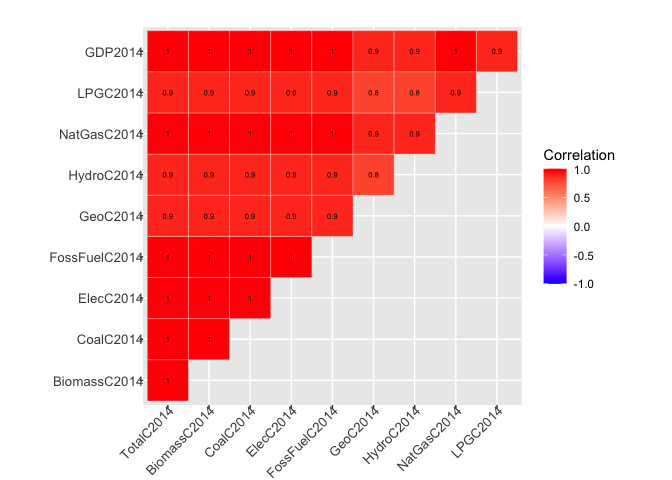 GDP2014 1 1 1 1 1 0.9 0.9 1 0.9
LPGC2014 0.9 0.9 0.9 0.9 0.9 0.8 0.8 0.9
NatGasC2014 1 1 1 1 1 0.9 0.9
HydroC2014 0.9 0.9 0.9 0.9 0.9 0.8
GeoC2014 0.9 0.9 0.9 0.9 0.9
FossFuelC2014 1 1 1 1
ElecC2014 1 1 1
CoalC2014 1 1
BiomassC2014 1
TotalC2014
BiomassC2014
CoalC2014
ElecC2014
FossFuelC2014
GeoC2014
HydroC2014
NatGasC2014
LPGC2014
Correlation
1.0
0.5
0.0
-0.5
-1.0